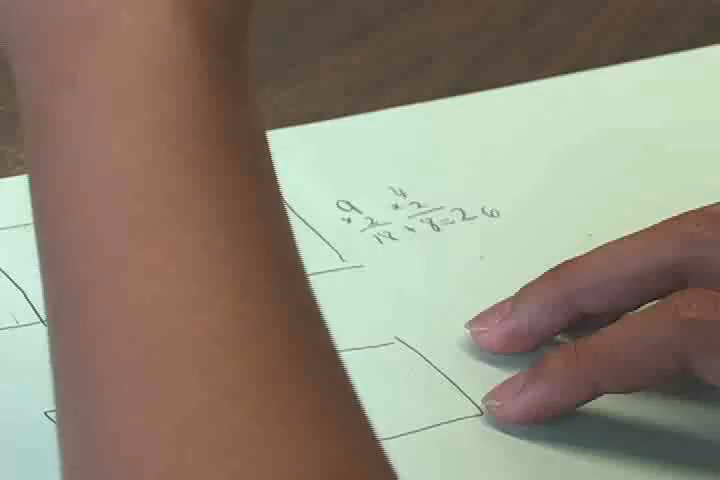 9 4
× 2 × 2
18 + 8 = 26